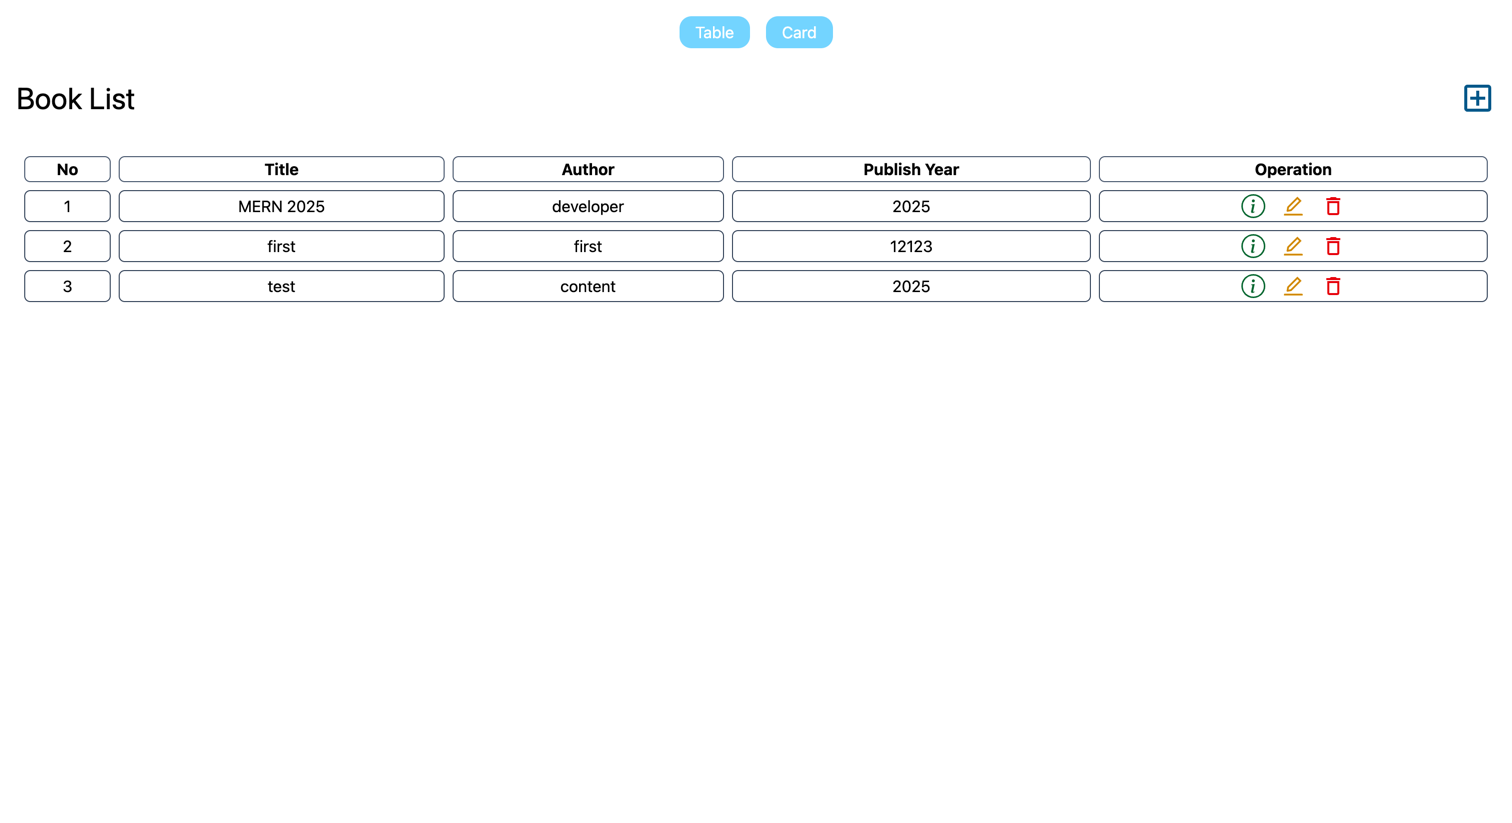 Table Card
Book List
No Title Author Publish Year Operation
1 MERN 2025 developer 2025
2 first first 12123
3 test content 2025